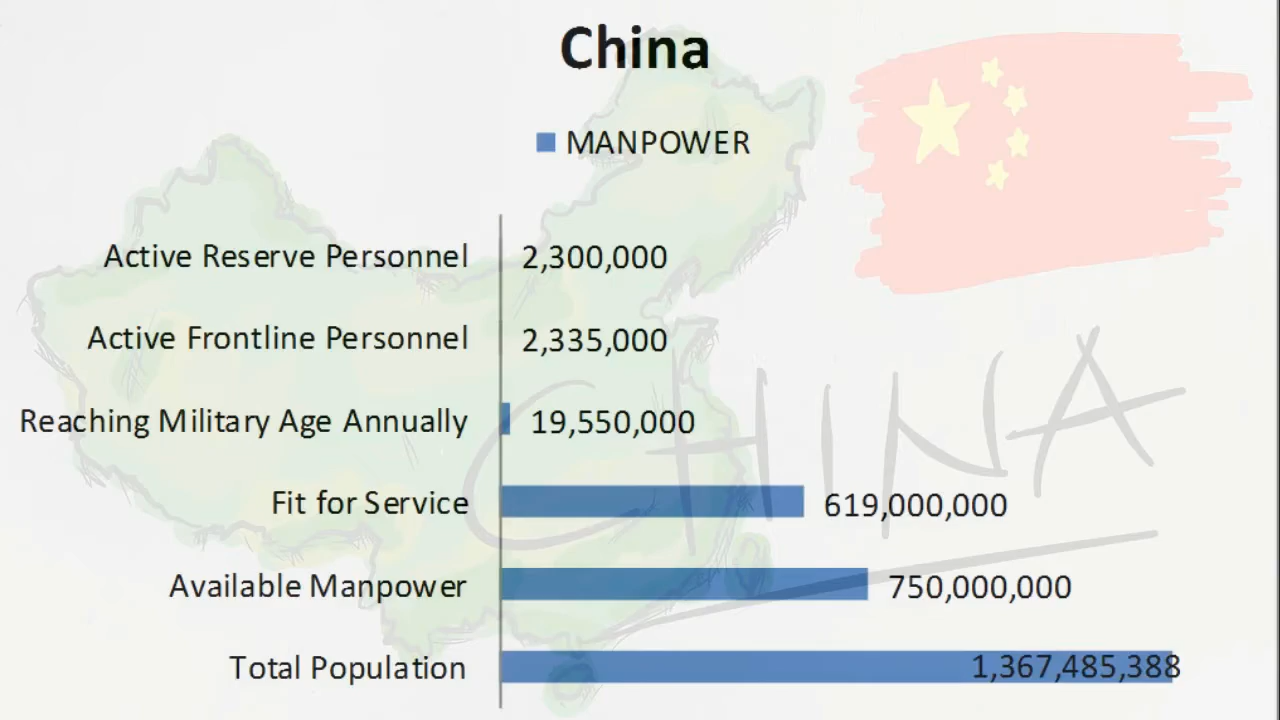 China
MANPOWER
Active Reserve Personnel 2,300,000
Active Frontline Personnel 2,335,000
Reaching Military Age Annually 19,550,000
Fit for Service 619,000,000
Available Manpower 750,000,000
Total Population 1,367,485,388
CHINA